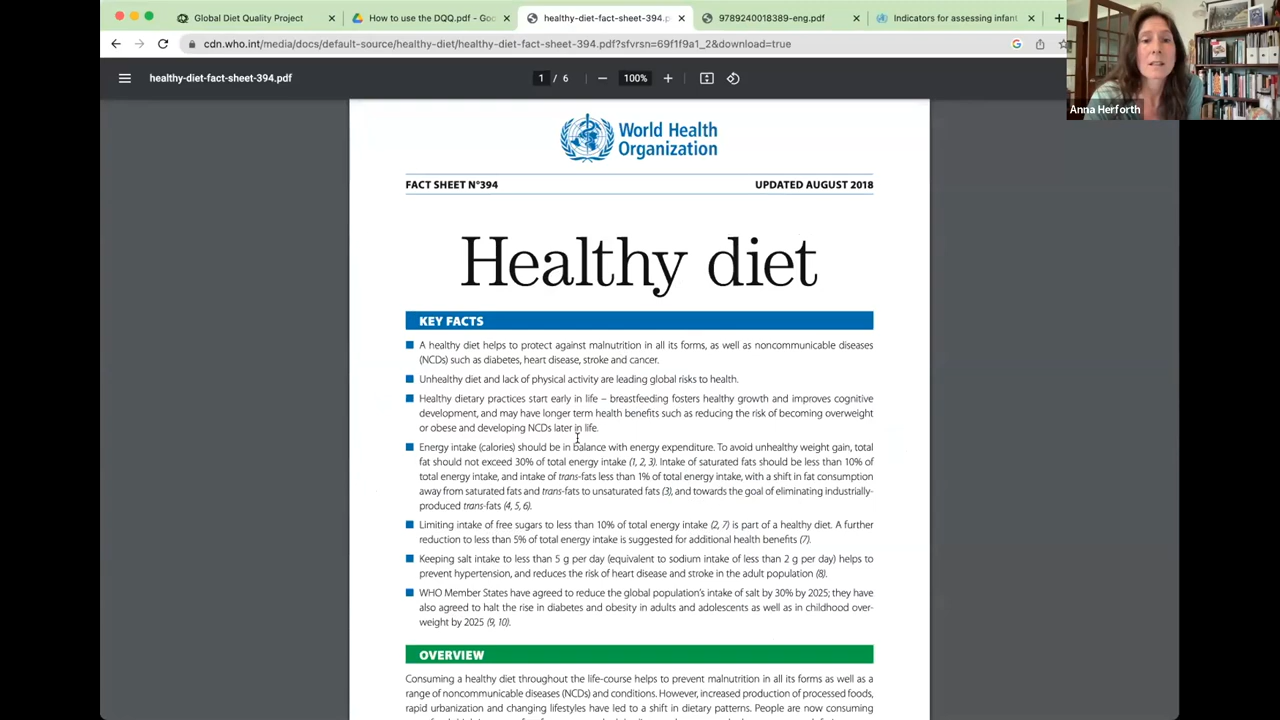 Global Diet Quality Project
How to use the DQQ.pdf - Goo
healthy-diet-fact-sheet-394.p
9789240018389-eng.pdf
Indicators for assessing infant
cdn.who.int/media/docs/default-source/healthy-diet/healthy-diet-fact-sheet-394.pdf?sfvrsn=69f1f9a1_2&download=true
healthy-diet-fact-sheet-394.pdf
1 / 6
100%
Anna Herforth
World Health
Organization
FACT SHEET N°394
UPDATED AUGUST 2018
Healthy diet
KEY FACTS
A healthy diet helps to protect against malnutrition in all its forms, as well as noncommunicable diseases
(NCDs) such as diabetes, heart disease, stroke and cancer.
Unhealthy diet and lack of physical activity are leading global risks to health.
Healthy dietary practices start early in life – breastfeeding fosters healthy growth and improves cognitive
development, and may have longer term health benefits such as reducing the risk of becoming overweight
or obese and developing NCDs later in life.
Energy intake (calories) should be in balance with energy expenditure. To avoid unhealthy weight gain, total
fat should not exceed 30% of total energy intake (1, 2, 3). Intake of saturated fats should be less than 10% of
total energy intake, and intake of trans-fats less than 1% of total energy intake, with a shift in fat consumption
away from saturated fats and trans-fats to unsaturated fats (3), and towards the goal of eliminating industrially-
produced trans-fats (4, 5, 6).
Limiting intake of free sugars to less than 10% of total energy intake (2, 7) is part of a healthy diet. A further
reduction to less than 5% of total energy intake is suggested for additional health benefits (7).
Keeping salt intake to less than 5 g per day (equivalent to sodium intake of less than 2 g per day) helps to
prevent hypertension, and reduces the risk of heart disease and stroke in the adult population (8).
WHO Member States have agreed to reduce the global population's intake of salt by 30% by 2025; they have
also agreed to halt the rise in diabetes and obesity in adults and adolescents as well as in childhood over-
weight by 2025 (9, 10).
OVERVIEW
Consuming a healthy diet throughout the life-course helps to prevent malnutrition in all its forms as well as a
range of noncommunicable diseases (NCDs) and conditions. However, increased production of processed foods,
rapid urbanization and changing lifestyles have led to a shift in dietary patterns. People are now consuming